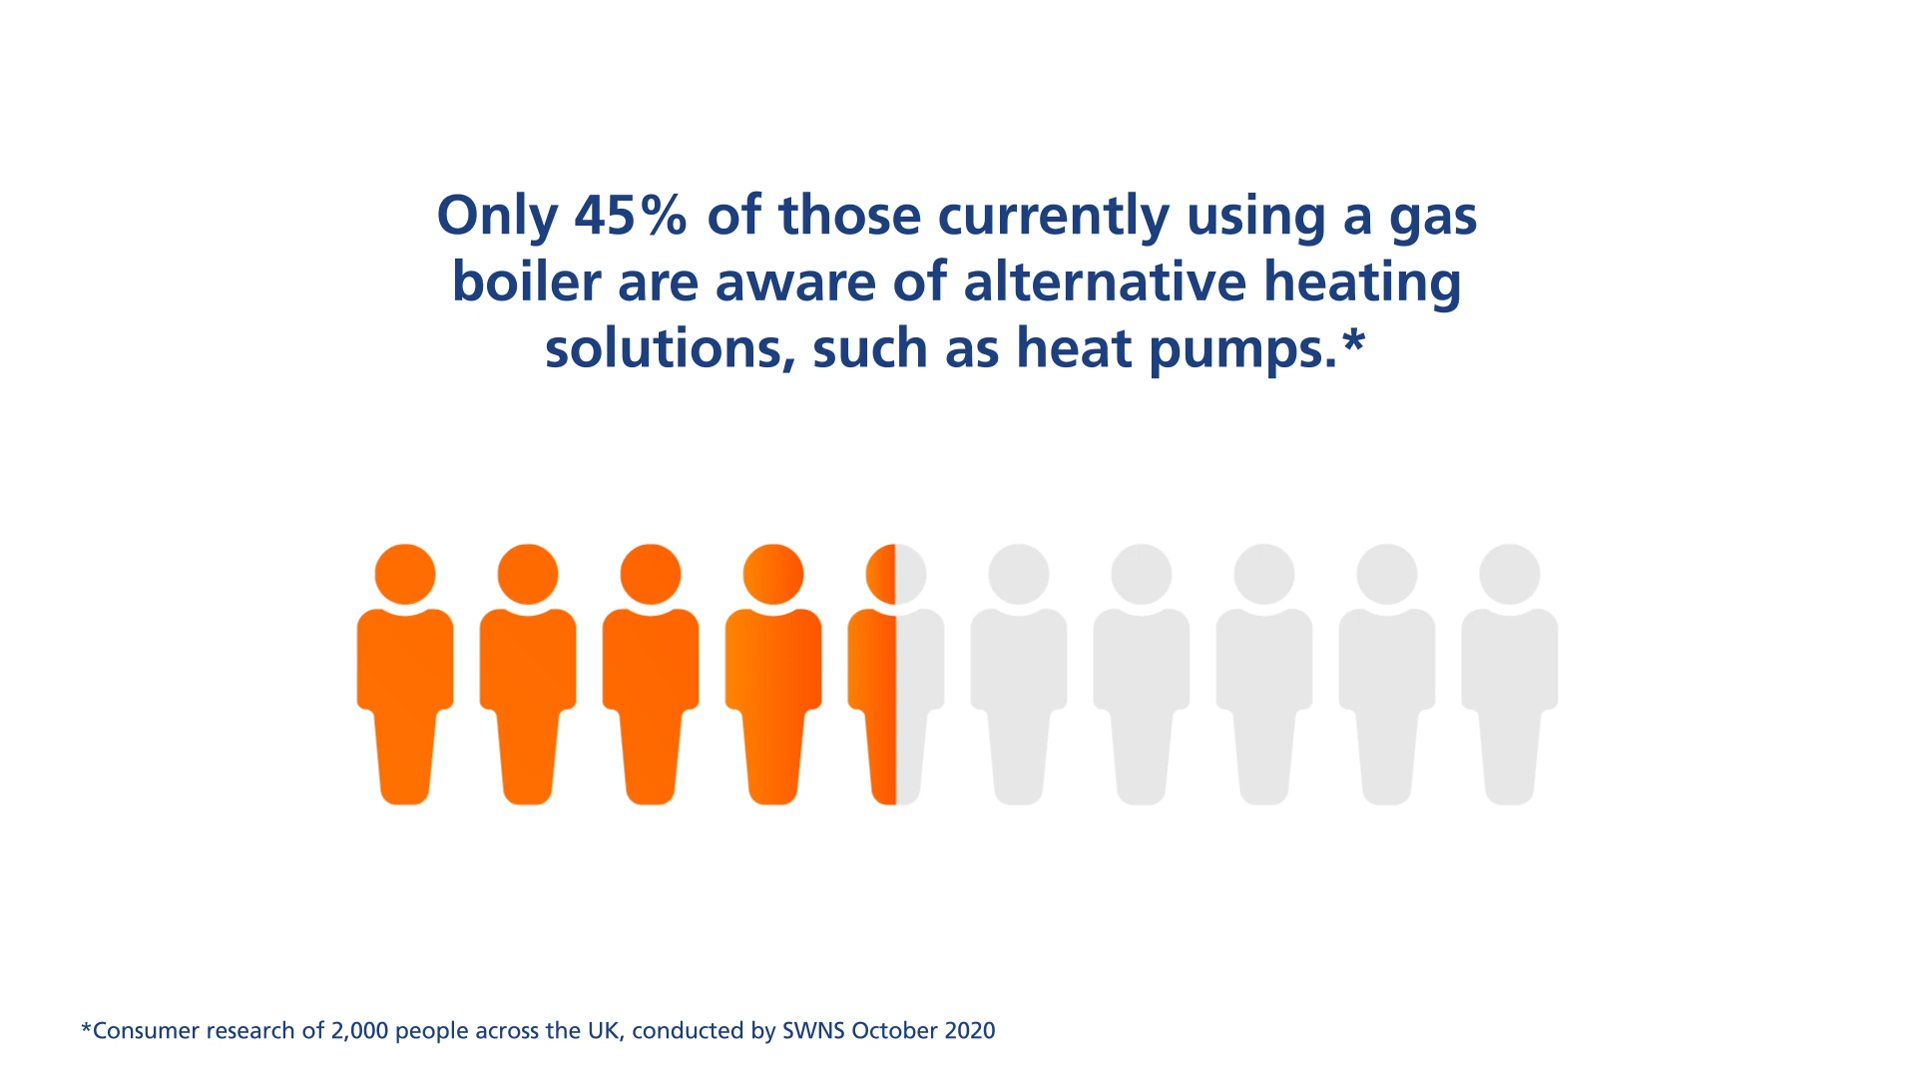 Only 45% of those currently using a gas
boiler are aware of alternative heating
solutions, such as heat pumps.*
*Consumer research of 2,000 people across the UK, conducted by SWNS October 2020